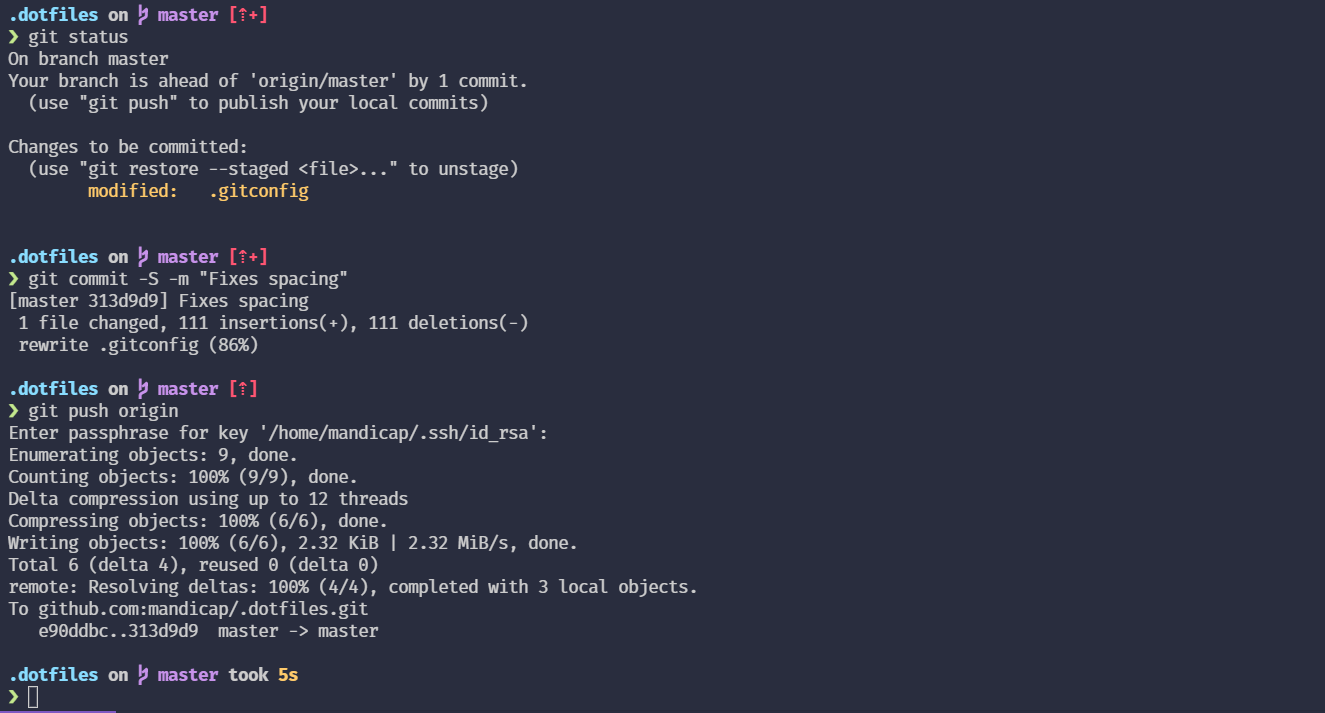 .dotfiles on master [⇡+]
❯ git status
On branch master
Your branch is ahead of 'origin/master' by 1 commit.
  (use "git push" to publish your local commits)

Changes to be committed:
  (use "git restore --staged <file>..." to unstage)
        modified:   .gitconfig

.dotfiles on master [⇡+]
❯ git commit -S -m "Fixes spacing"
[master 313d9d9] Fixes spacing
 1 file changed, 111 insertions(+), 111 deletions(-)
 rewrite .gitconfig (86%)

.dotfiles on master [⇡]
❯ git push origin
Enter passphrase for key '/home/mandicap/.ssh/id_rsa':
Enumerating objects: 9, done.
Counting objects: 100% (9/9), done.
Delta compression using up to 12 threads
Compressing objects: 100% (6/6), done.
Writing objects: 100% (6/6), 2.32 KiB | 2.32 MiB/s, done.
Total 6 (delta 4), reused 0 (delta 0)
remote: Resolving deltas: 100% (4/4), completed with 3 local objects.
To github.com:mandicap/.dotfiles.git
   e90ddbc..313d9d9  master -> master

.dotfiles on master took 5s
❯